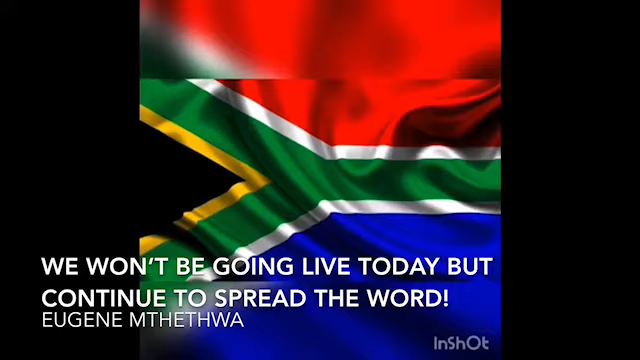 WE WON'T BE GOING LIVE TODAY BUT
CONTINUE TO SPREAD THE WORD!
EUGENE MTHETHWA
InShOt